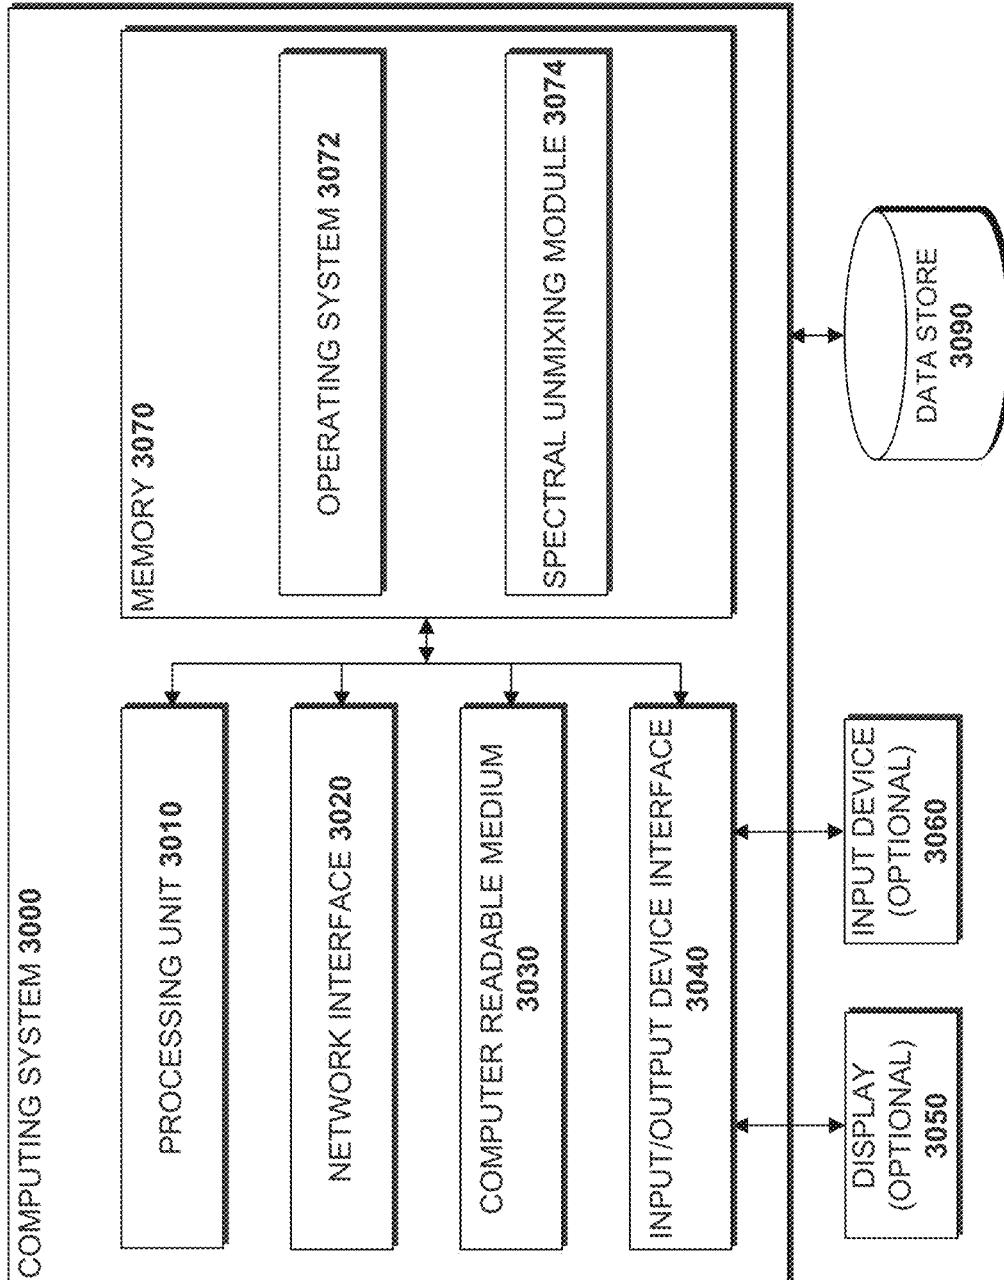 COMPUTING SYSTEM 3000
PROCESSING UNIT 3010
NETWORK INTERFACE 3020
COMPUTER READABLE MEDIUM
3030
INPUT/OUTPUT DEVICE INTERFACE
3040
MEMORY 3070
OPERATING SYSTEM 3072
SPECTRAL UNMIXING MODULE 3074
DISPLAY
(OPTIONAL)
3050
INPUT DEVICE
(OPTIONAL)
3060
DATA STORE
3090